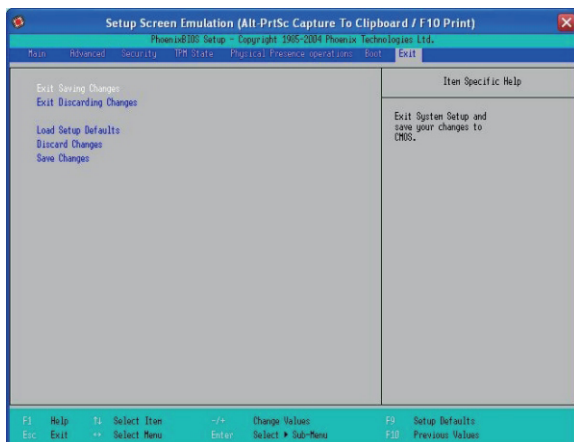 Setup Screen Emulation (Alt-PrtSc Capture To Clipboard / F10 Print)
PhoenixBIOS Setup - Copyright 1985-2004 Phoenix Technologies Ltd.
Main Advanced Security TPM State Physical Presence operations Boot Exit
Exit Saving Changes
Exit Discarding Changes
Load Setup Defaults
Discard Changes
Save Changes
Item Specific Help
Exit System Setup and
save your changes to
CMOS.
F1 Help ↑↓ Select Item -/+ Change Values F9 Setup Defaults
Esc Exit ↔ Select Menu Enter Select ▶ Sub-Menu F10 Previous Values